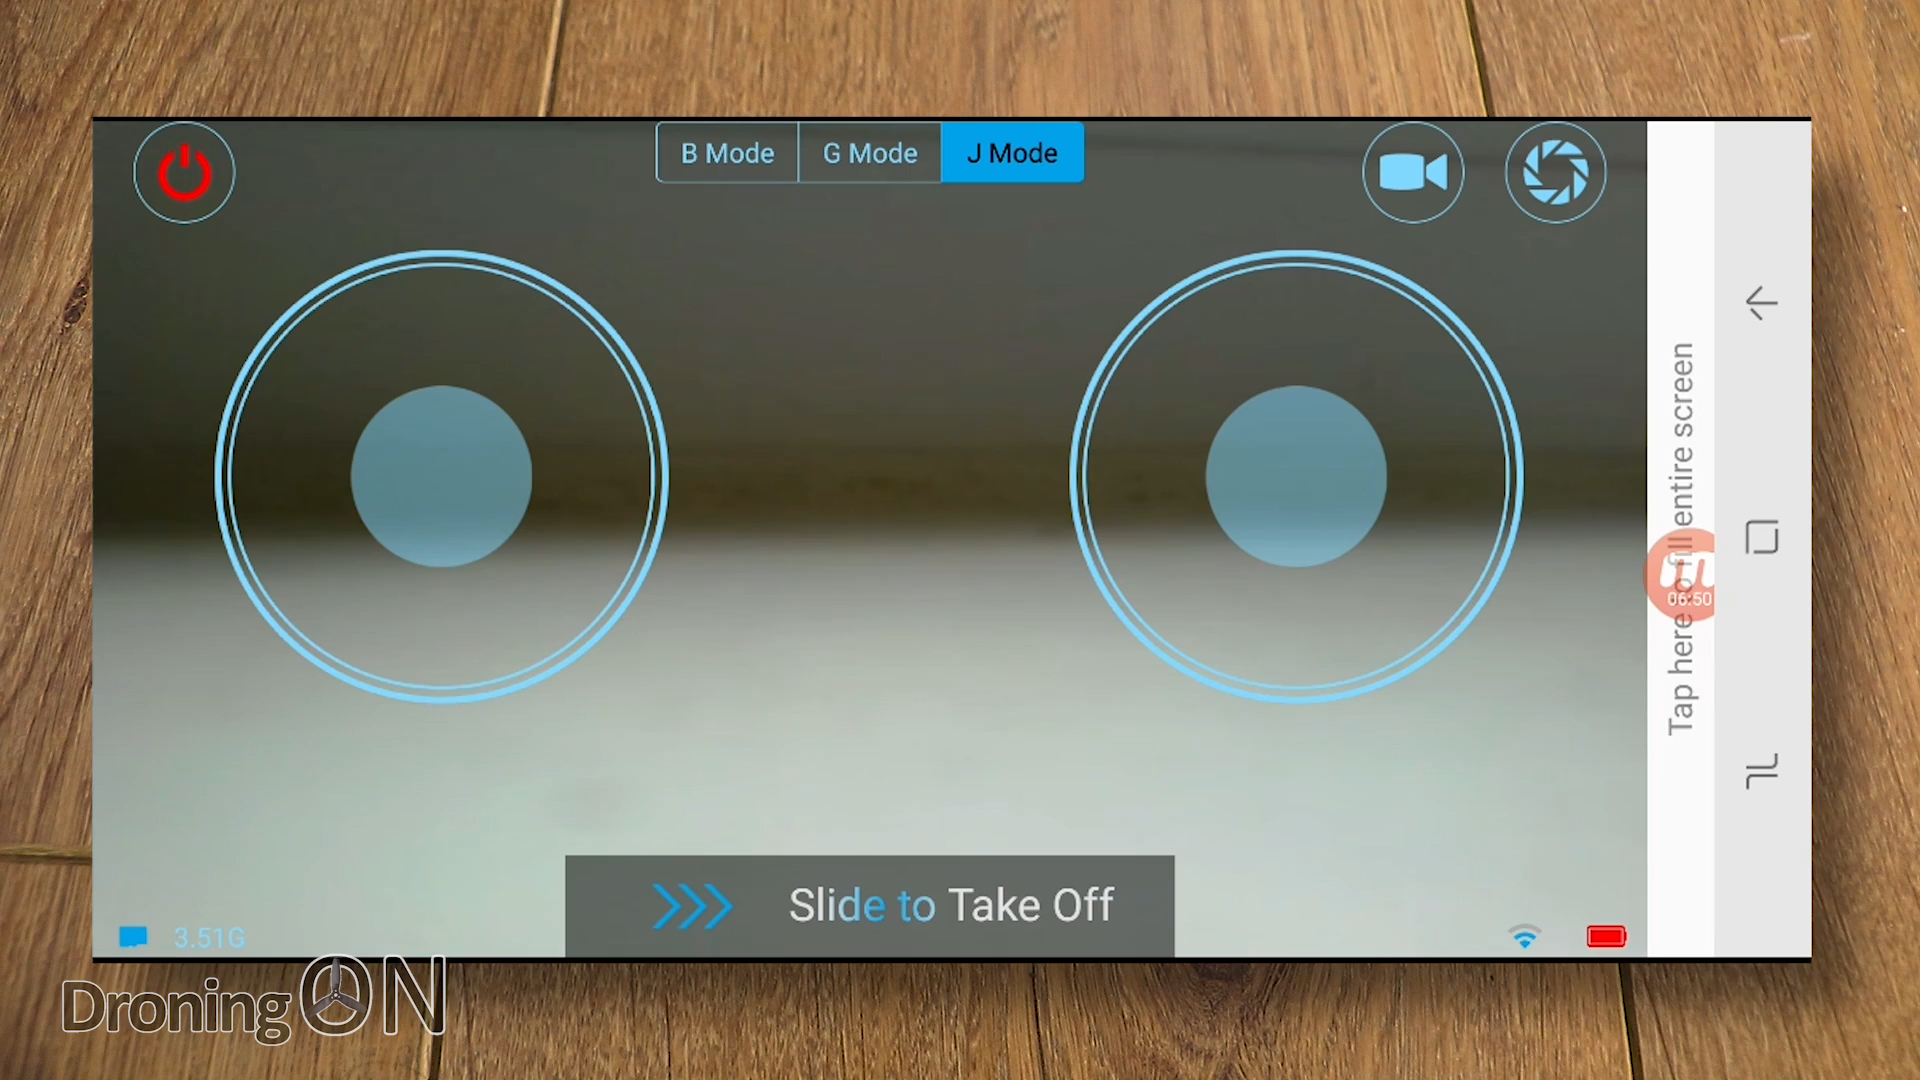 B Mode
G Mode
J Mode
Tap here to fill entire screen
06:50
Slide to Take Off
3.51G
DroningON